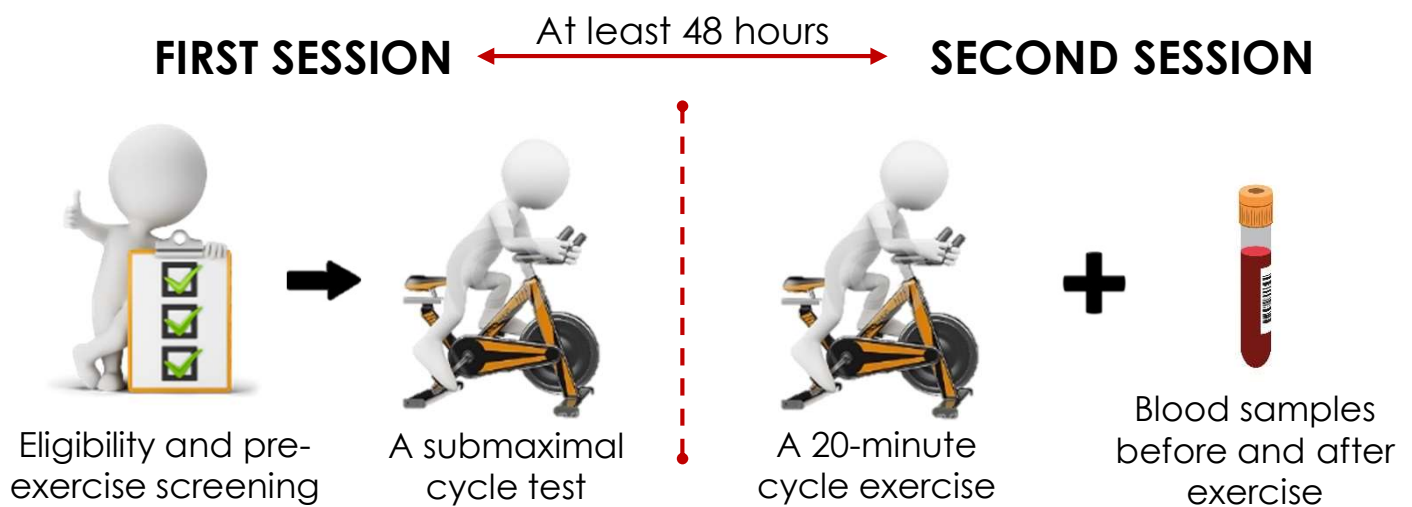 At least 48 hours
FIRST SESSION
SECOND SESSION
Eligibility and pre-
exercise screening
A submaximal
cycle test
A 20-minute
cycle exercise
Blood samples
before and after
exercise